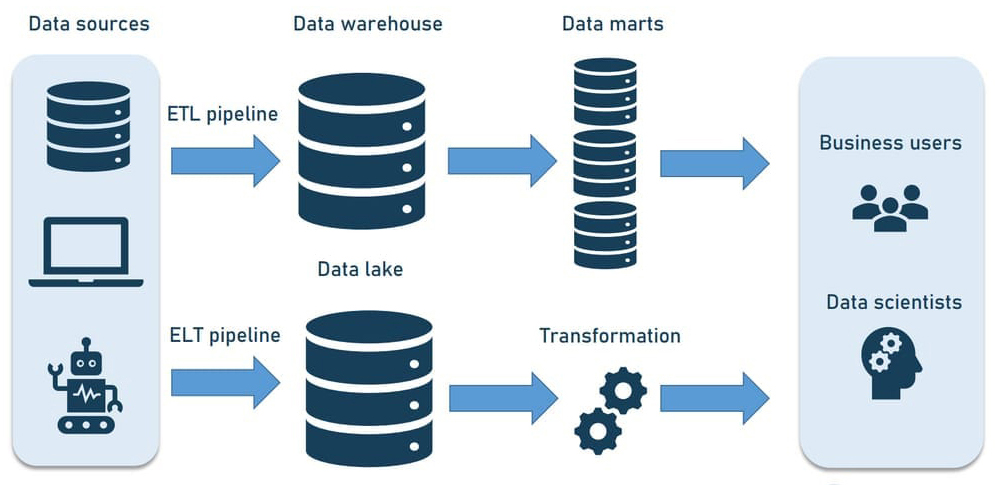 Data sources
Data warehouse
Data marts
ETL pipeline
Business users
Data lake
Data scientists
ELT pipeline
Transformation